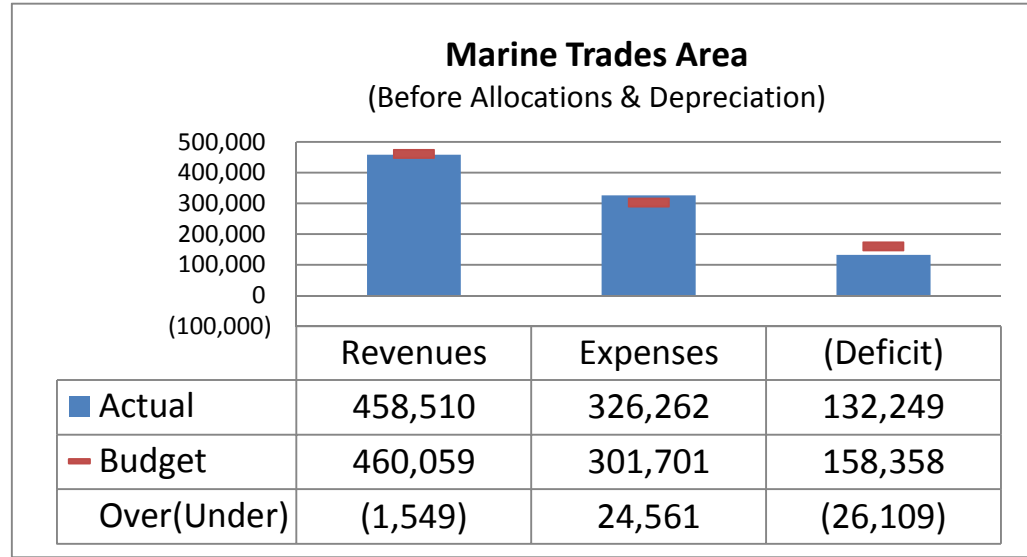 Marine Trades Area
(Before Allocations & Depreciation)
500,000
400,000
300,000
200,000
100,000
0
(100,000)
Revenues Expenses (Deficit)
Actual 458,510 326,262 132,249
Budget 460,059 301,701 158,358
Over(Under) (1,549) 24,561 (26,109)